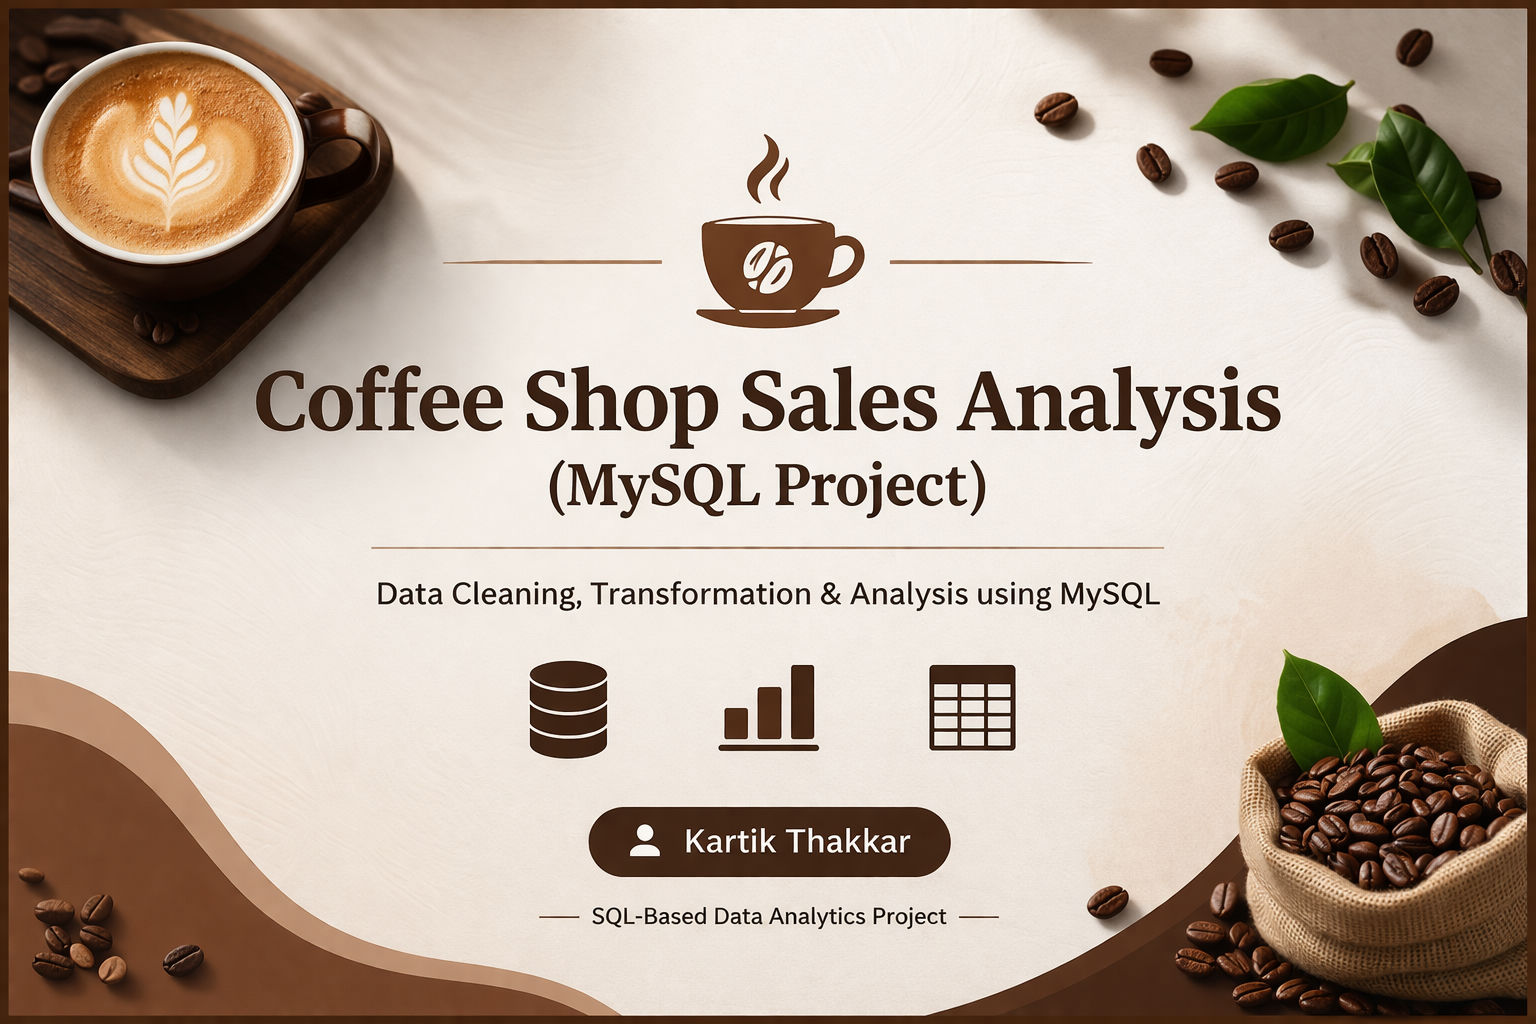 Coffee Shop Sales Analysis
(MySQL Project)
Data Cleaning, Transformation & Analysis using MySQL
Kartik Thakkar
SQL-Based Data Analytics Project